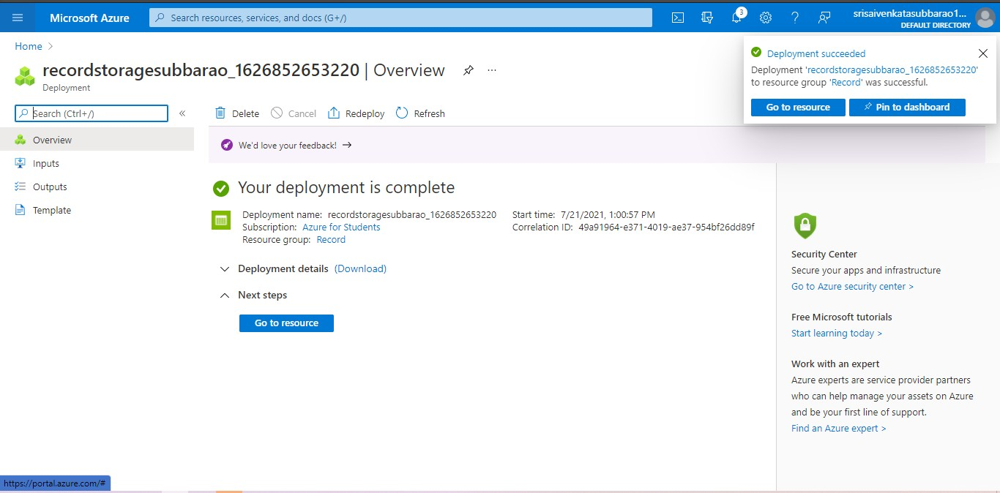 Microsoft Azure
Search resources, services, and docs (G+/)
3
srisaivenkatasubbarao1...
DEFAULT DIRECTORY
Home >
recordstoragesubbarao_1626852653220 | Overview
...
Deployment
Deployment succeeded
Deployment 'recordstoragesubbarao_1626852653220'
to resource group 'Record' was successful.
Go to resource
Pin to dashboard
Search (Ctrl+/)
«
Delete
Cancel
Redeploy
Refresh
Overview
Inputs
Outputs
Template
We'd love your feedback! →
Your deployment is complete
Deployment name: recordstoragesubbarao_1626852653220
Subscription: Azure for Students
Resource group: Record
Start time: 7/21/2021, 1:00:57 PM
Correlation ID: 49a91964-e371-4019-ae37-954bf26dd89f
Deployment details (Download)
Next steps
Go to resource
Security Center
Secure your apps and infrastructure
Go to Azure security center >
Free Microsoft tutorials
Start learning today >
Work with an expert
Azure experts are service provider partners
who can help manage your assets on Azure
and be your first line of support.
Find an Azure expert >
https://portal.azure.com/#